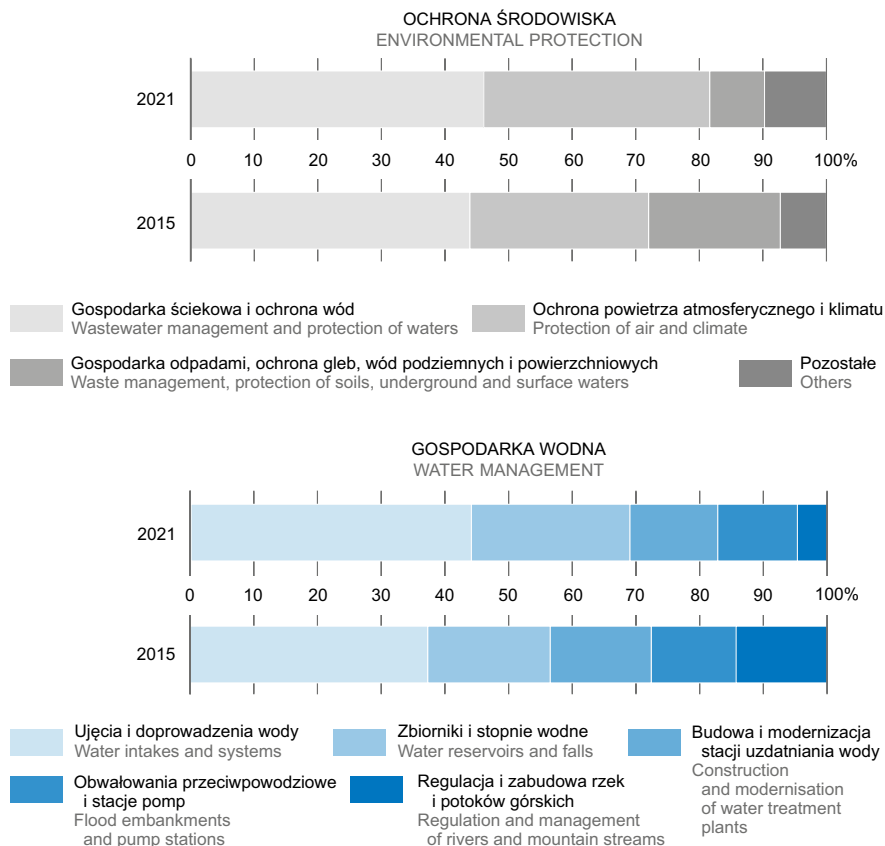 OCHRONA ŚRODOWISKA
ENVIRONMENTAL PROTECTION
2021
0 10 20 30 40 50 60 70 80 90 100%
2015
Gospodarka ściekowa i ochrona wód
Wastewater management and protection of waters
Ochrona powietrza atmosferycznego i klimatu
Protection of air and climate
Gospodarka odpadami, ochrona gleb, wód podziemnych i powierzchniowych
Waste management, protection of soils, underground and surface waters
Pozostałe
Others
GOSPODARKA WODNA
WATER MANAGEMENT
2021
0 10 20 30 40 50 60 70 80 90 100%
2015
Ujęcia i doprowadzenia wody
Water intakes and systems
Zbiorniki i stopnie wodne
Water reservoirs and falls
Budowa i modernizacja
stacji uzdatniania wody
Construction
and modernisation
of water treatment
plants
Obwałowania przeciwpowodziowe
i stacje pomp
Flood embankments
and pump stations
Regulacja i zabudowa rzek
i potoków górskich
Regulation and management
of rivers and mountain streams